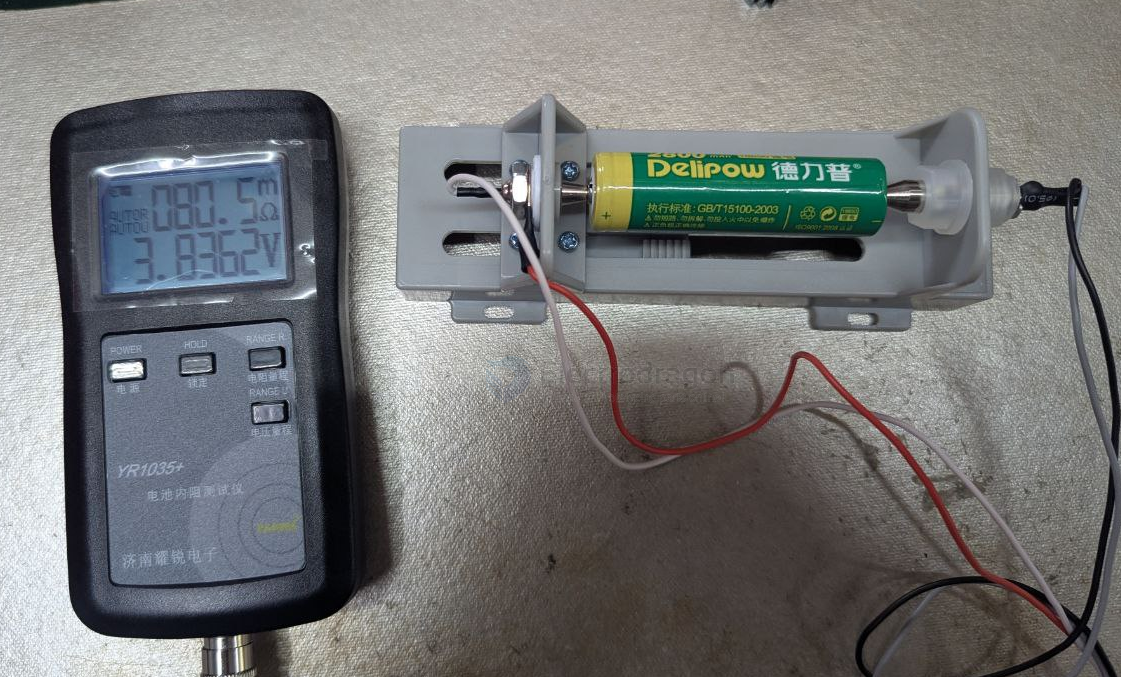 080.5mΩ
AUTOR
AUTOU
3.8362V
POWER
电源
HOLD
锁定
RANGE R
电阻量程
RANGE U
电压量程
YR1035+
电池内阻测试仪
济南耀锐电子
Delipow 德力普®
执行标准: GB/T15100-2003
+